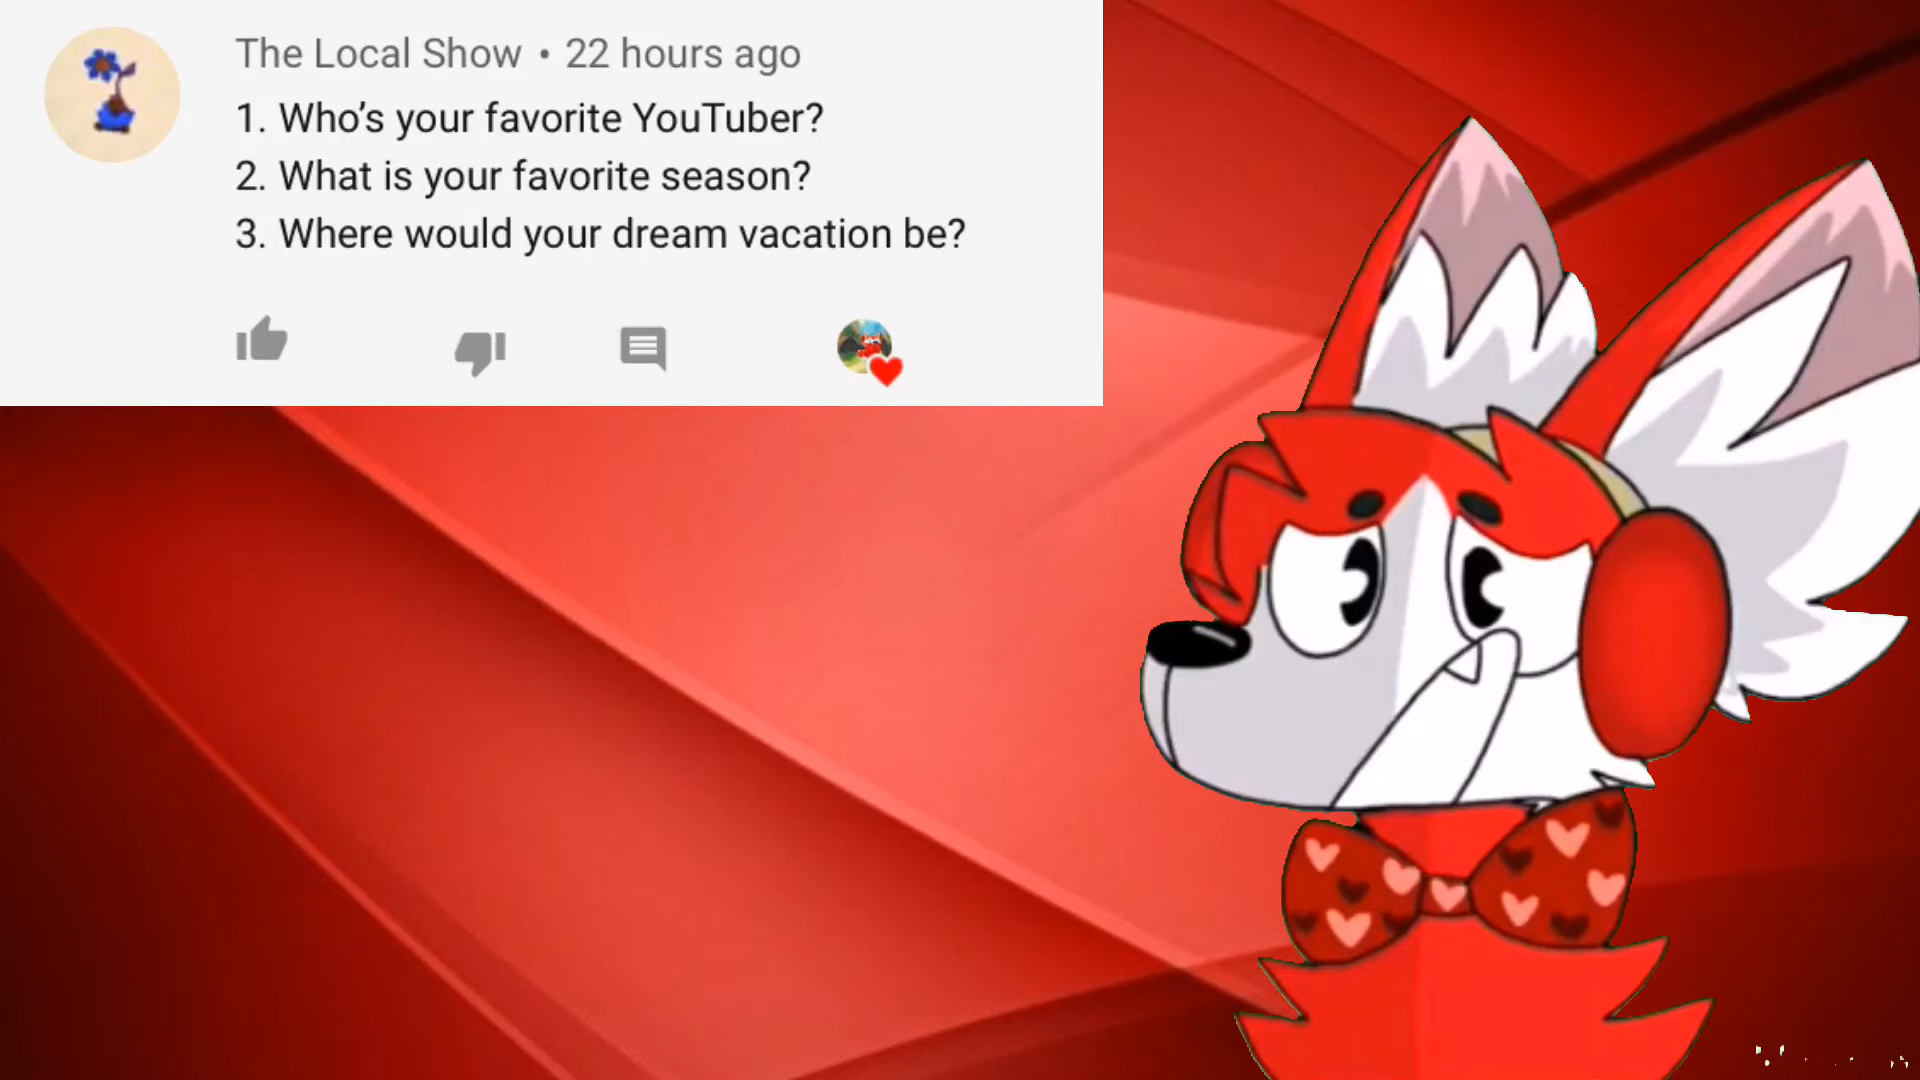 The Local Show • 22 hours ago
1. Who’s your favorite YouTuber?
2. What is your favorite season?
3. Where would your dream vacation be?